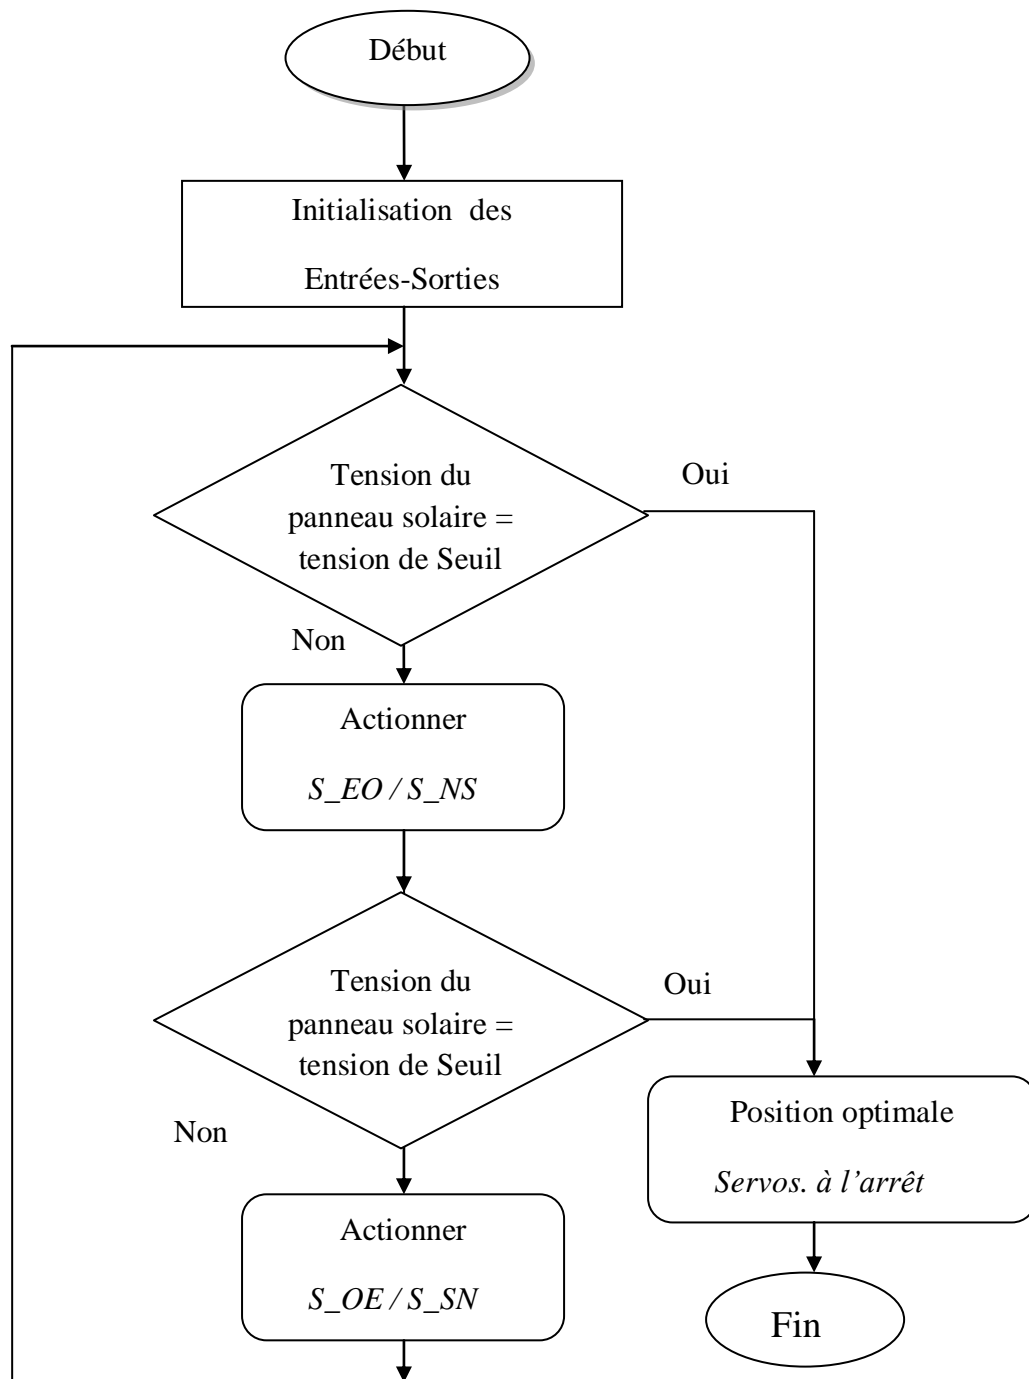 Début
Initialisation des
Entrées-Sorties
Tension du
panneau solaire =
tension de Seuil
Oui
Non
Actionner
S_EO / S_NS
Tension du
panneau solaire =
tension de Seuil
Oui
Non
Position optimale
Servos. à l’arrêt
Actionner
S_OE / S_SN
Fin